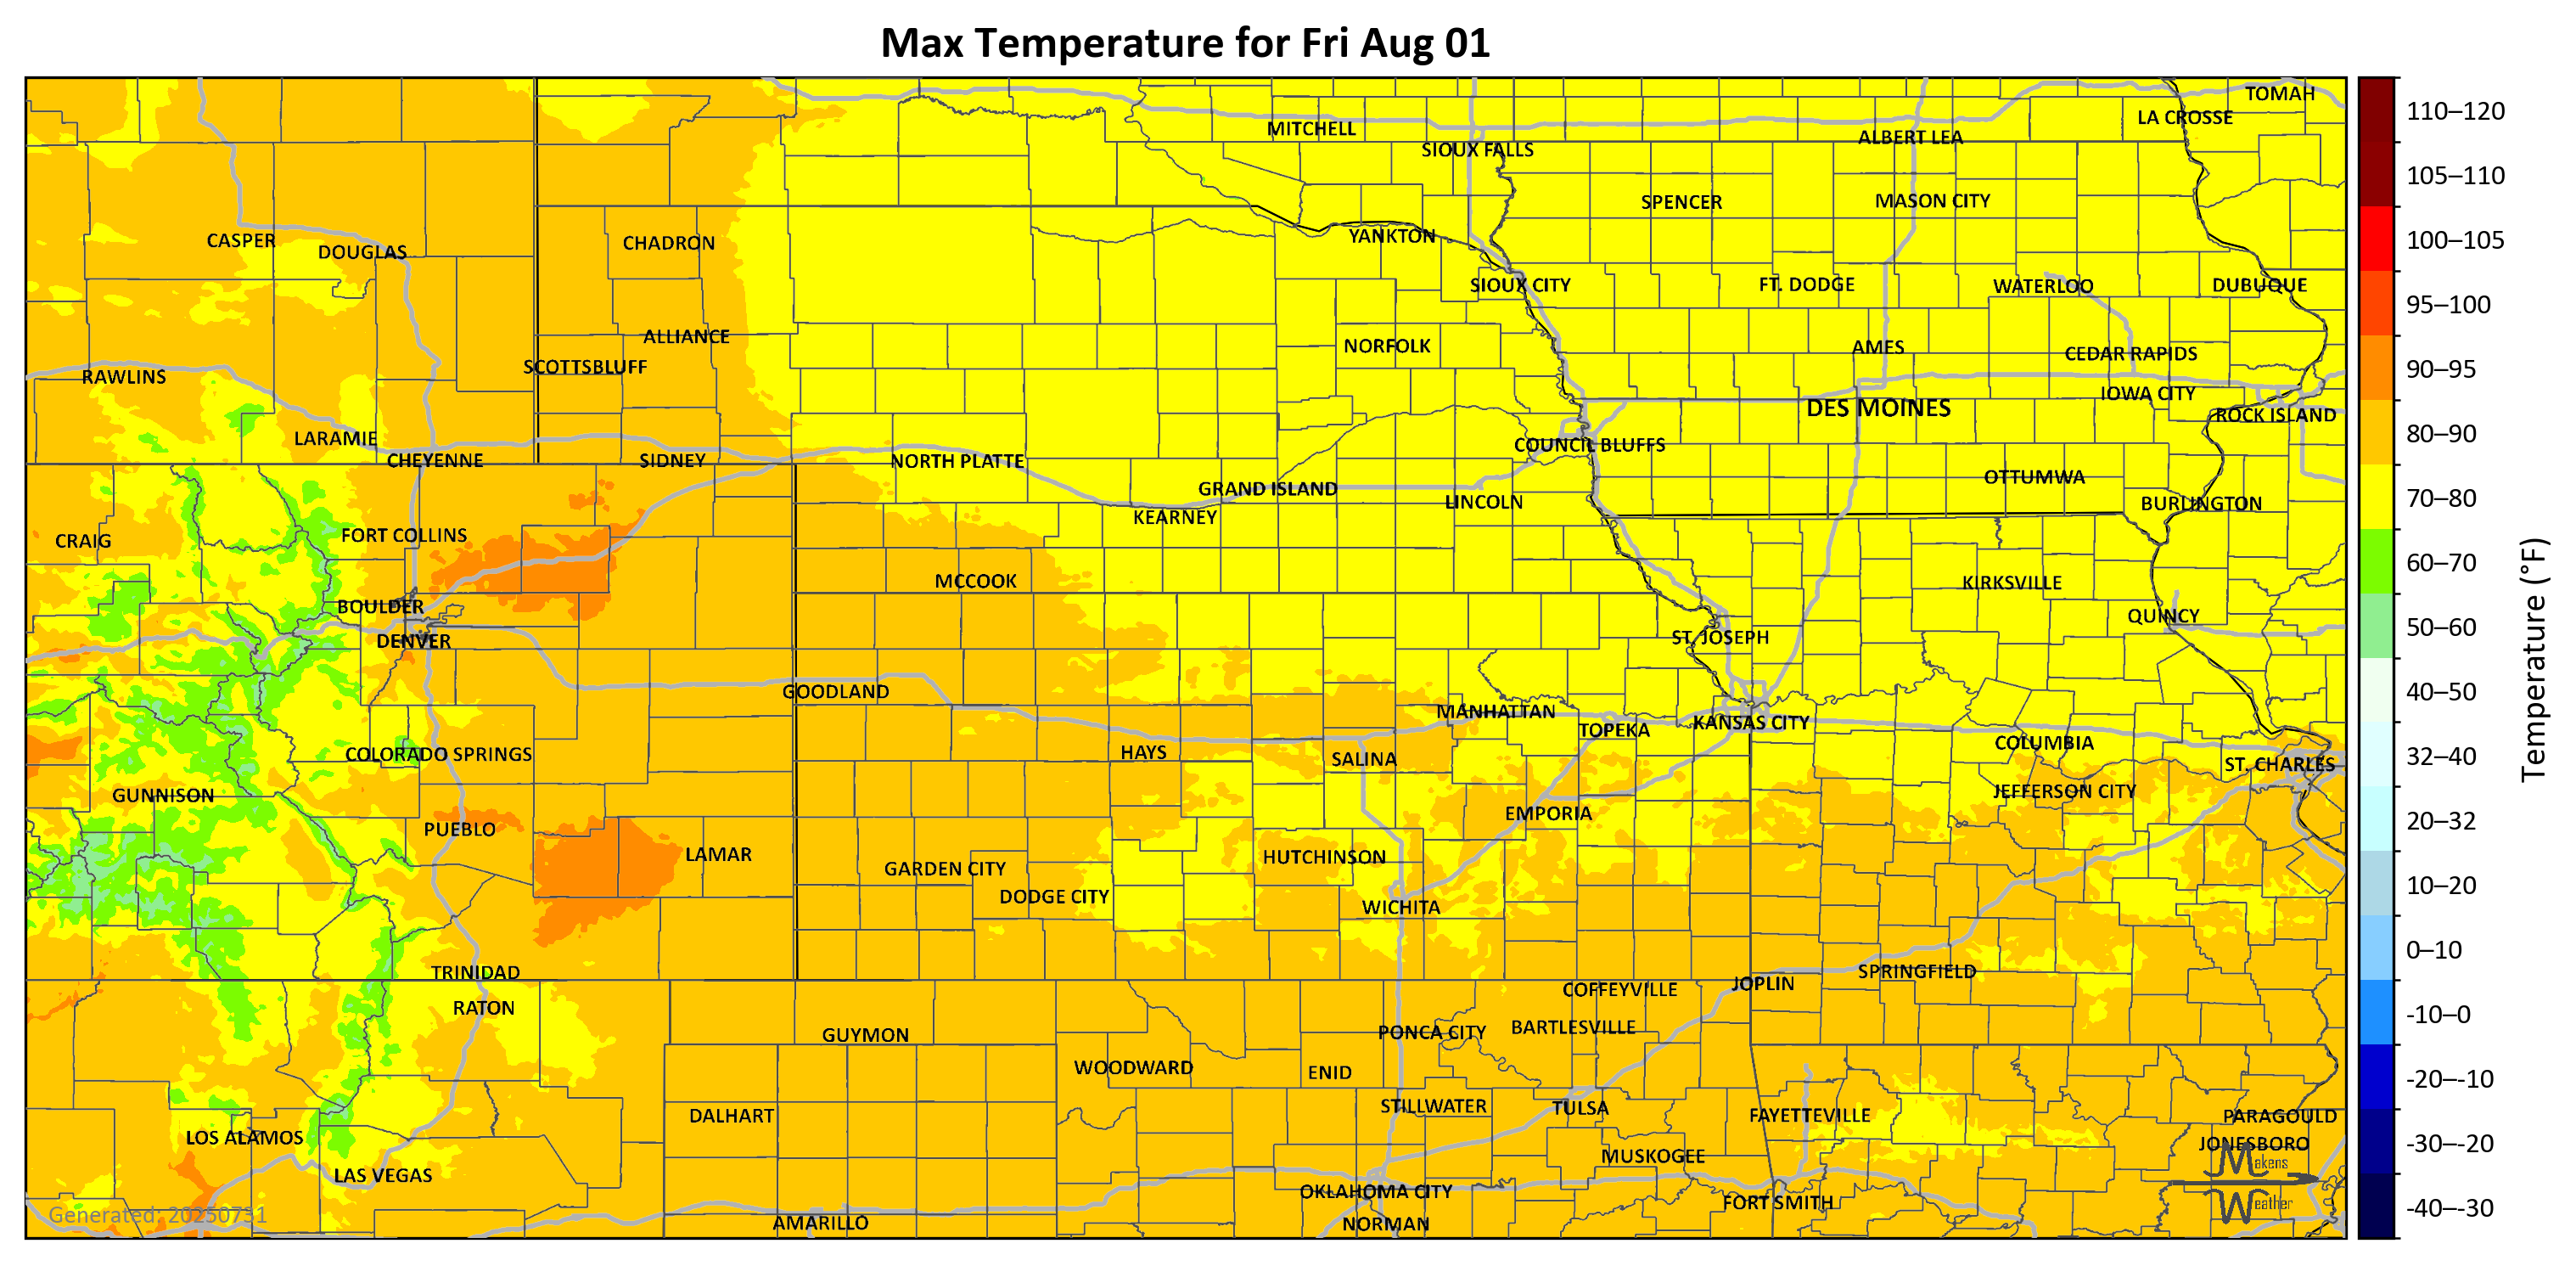 Max Temperature for Fri Aug 01
TOMAH
LA CROSSE
MITCHELL
ALBERT LEA
SIOUX FALLS
SPENCER
MASON CITY
YANKTON
CASPER
DOUGLAS
CHADRON
SIOUX CITY
FT. DODGE
WATERLOO
DUBUQUE
ALLIANCE
NORFOLK
AMES
CEDAR RAPIDS
SCOTTSBLUFF
RAWLINS
IOWA CITY
DES MOINES
ROCK ISLAND
LARAMIE
COUNCIL BLUFFS
CHEYENNE
SIDNEY
NORTH PLATTE
OTTUMWA
GRAND ISLAND
LINCOLN
BURLINGTON
KEARNEY
CRAIG
FORT COLLINS
MCCOOK
KIRKSVILLE
BOULDER
QUINCY
DENVER
ST. JOSEPH
GOODLAND
MANHATTAN
TOPEKA
KANSAS CITY
COLUMBIA
COLORADO SPRINGS
HAYS
SALINA
ST. CHARLES
GUNNISON
JEFFERSON CITY
EMPORIA
PUEBLO
LAMAR
HUTCHINSON
GARDEN CITY
DODGE CITY
WICHITA
TRINIDAD
SPRINGFIELD
JOPLIN
COFFEYVILLE
RATON
BARTLESVILLE
PONCA CITY
GUYMON
WOODWARD
ENID
STILLWATER
TULSA
DALHART
FAYETTEVILLE
PARAGOULD
LOS ALAMOS
JONESBORO
MUSKOGEE
LAS VEGAS
OKLAHOMA CITY
FORT SMITH
AMARILLO
NORMAN
Makens
Weather
Generated: 20250731
110–120
105–110
100–105
95–100
90–95
80–90
70–80
60–70
50–60
40–50
32–40
20–32
10–20
0–10
-10–0
-20–-10
-30–-20
-40–-30
Temperature (°F)